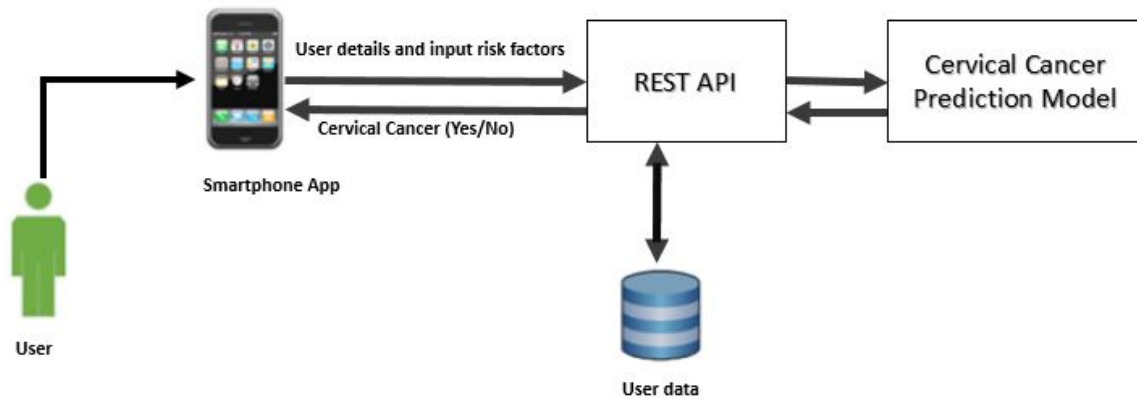 User details and input risk factors
REST API
Cervical Cancer
Prediction Model
Cervical Cancer (Yes/No)
Smartphone App
User
User data